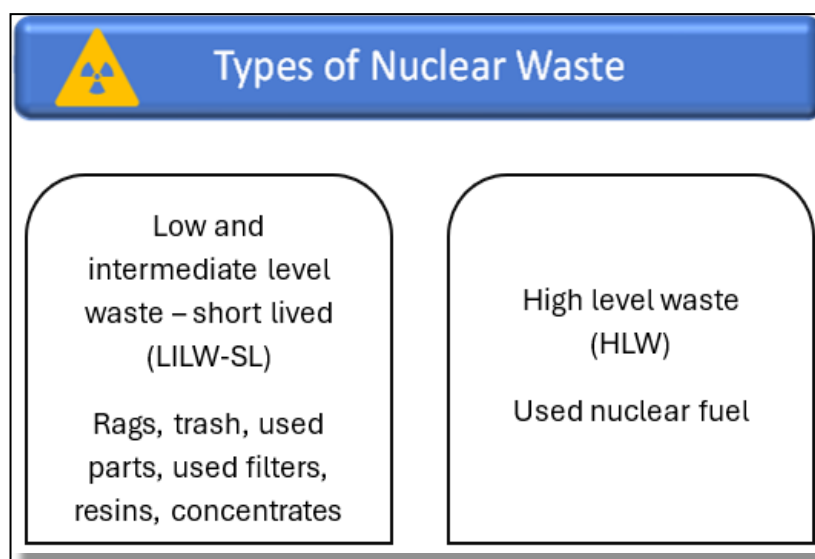 Types of Nuclear Waste
Low and
intermediate level
waste – short lived
(LILW-SL)
Rags, trash, used
parts, used filters,
resins, concentrates
High level waste
(HLW)
Used nuclear fuel